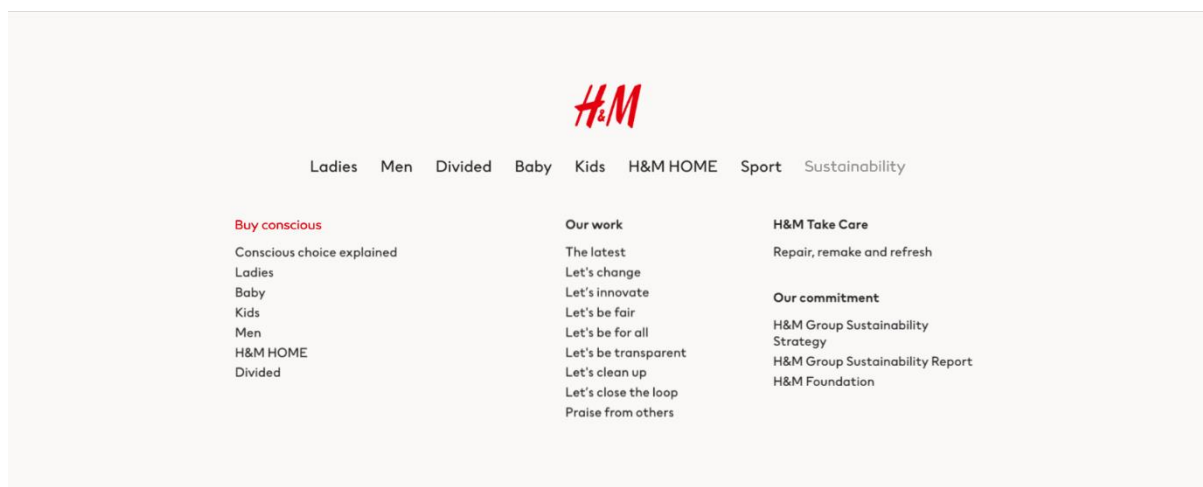 H&M
Ladies Men Divided Baby Kids H&M HOME Sport Sustainability
Buy conscious
Conscious choice explained
Ladies
Baby
Kids
Men
H&M HOME
Divided
Our work
The latest
Let's change
Let's innovate
Let's be fair
Let's be for all
Let's be transparent
Let's clean up
Let's close the loop
Praise from others
H&M Take Care
Repair, remake and refresh
Our commitment
H&M Group Sustainability
Strategy
H&M Group Sustainability Report
H&M Foundation